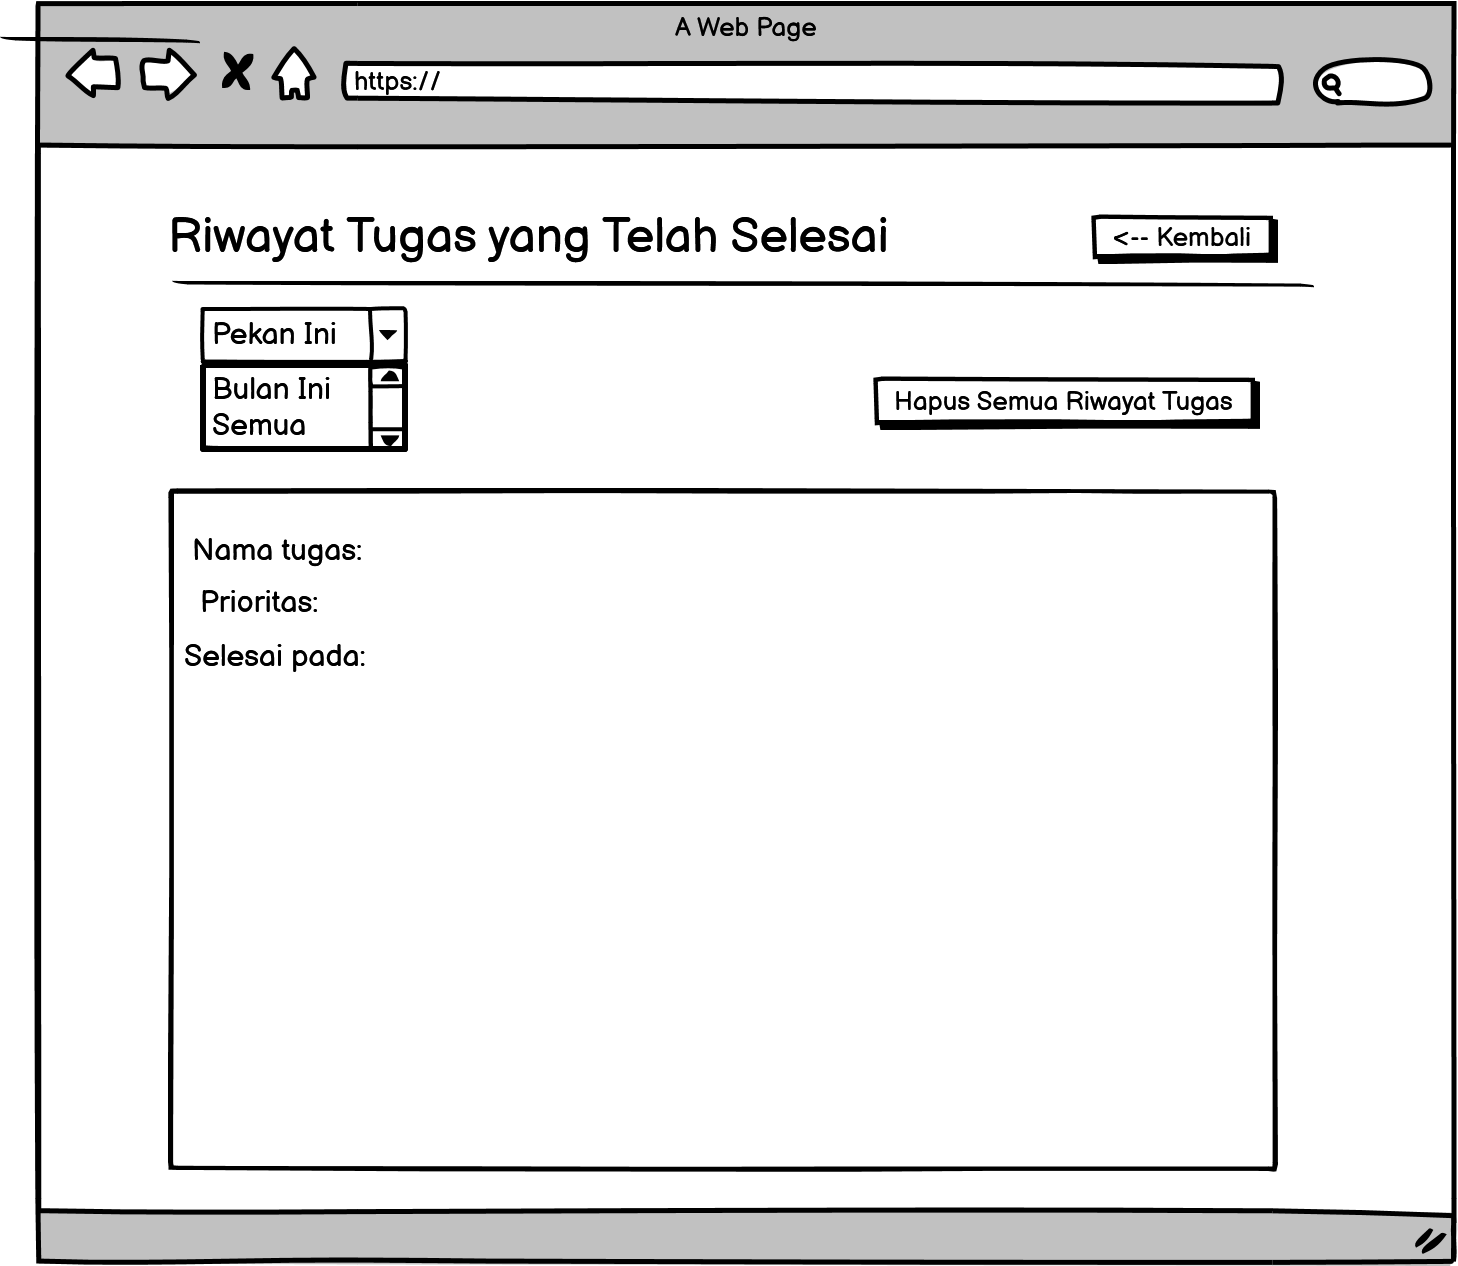 A Web Page
https://
Riwayat Tugas yang Telah Selesai
<-- Kembali
Pekan Ini
Bulan Ini
Semua
Hapus Semua Riwayat Tugas
Nama tugas:
Prioritas:
Selesai pada: